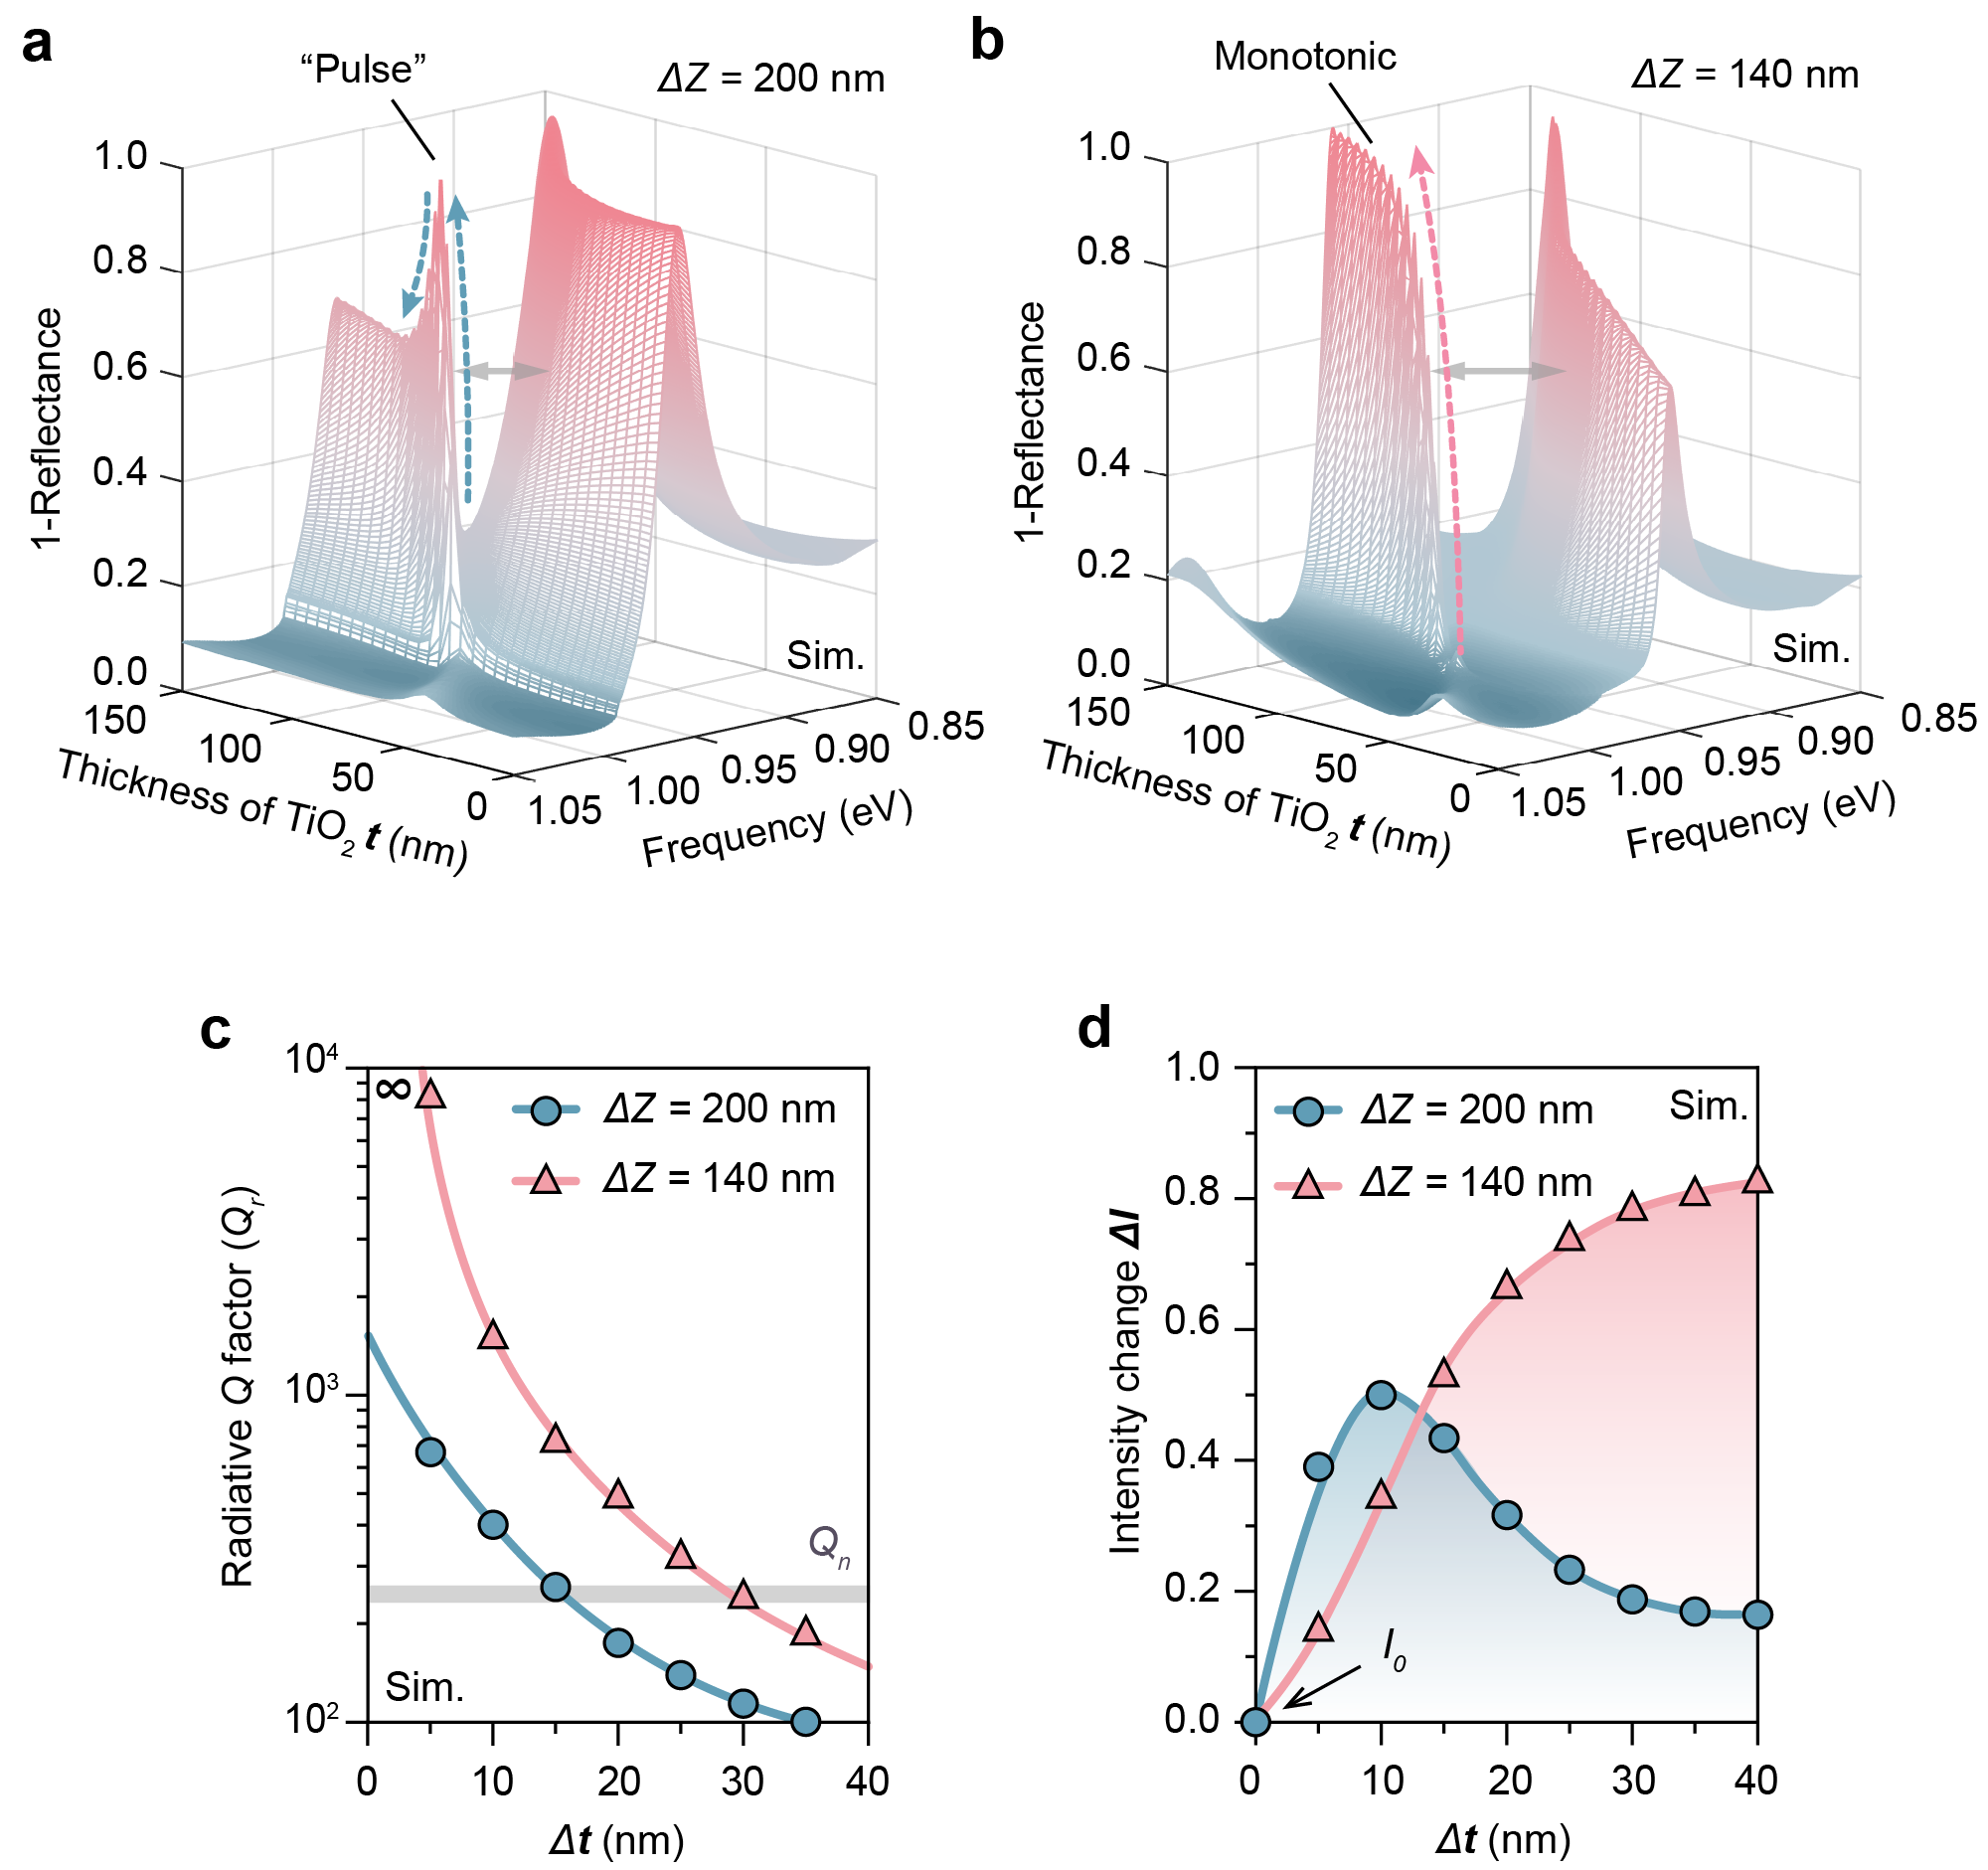 a
“Pulse”
ΔZ = 200 nm
1-Reflectance
1.0
0.8
0.6
0.4
0.2
0.0
150
100
50
0
Thickness of TiO₂ t (nm)
1.05
1.00
0.95
0.90
0.85
Frequency (eV)
Sim.
b
Monotonic
ΔZ = 140 nm
1-Reflectance
1.0
0.8
0.6
0.4
0.2
0.0
150
100
50
0
Thickness of TiO₂ t (nm)
1.05
1.00
0.95
0.90
0.85
Frequency (eV)
Sim.
c
Radiative Q factor (Qᵣ)
10⁴
10³
10²
∞
ΔZ = 200 nm
ΔZ = 140 nm
Qₙ
Sim.
0 10 20 30 40
Δt (nm)
d
Intensity change ΔI
1.0
0.8
0.6
0.4
0.2
0.0
ΔZ = 200 nm
ΔZ = 140 nm
Sim.
I₀
0 10 20 30 40
Δt (nm)